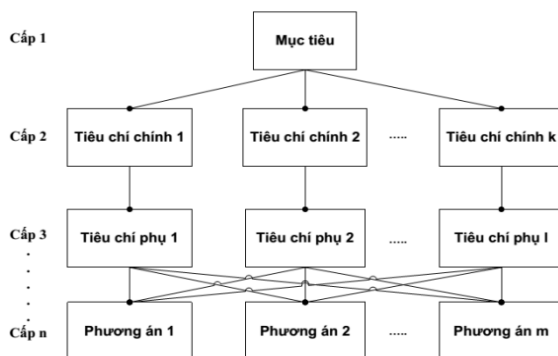 Cấp 1
Mục tiêu
Cấp 2
Tiêu chí chính 1
Tiêu chí chính 2
.....
Tiêu chí chính k
Cấp 3
Tiêu chí phụ 1
Tiêu chí phụ 2
.....
Tiêu chí phụ l
Cấp n
Phương án 1
Phương án 2
.....
Phương án m